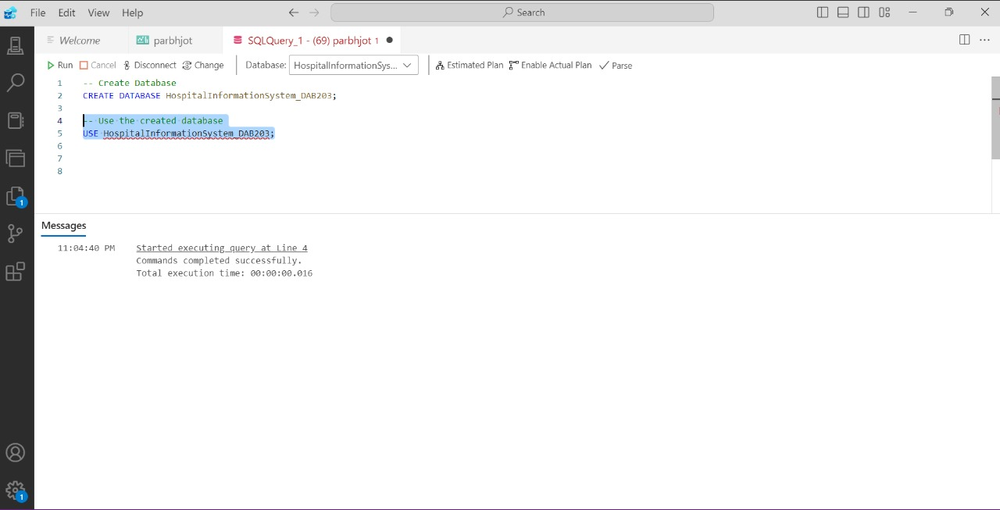 File Edit View Help Search
Welcome parbhjot SQLQuery_1 - (69) parbhjot 1
Run Cancel Disconnect Change Database: HospitalInformationSys... Estimated Plan Enable Actual Plan Parse
1 -- Create Database
2 CREATE DATABASE HospitalInformationSystem_DAB203;
3
4 -- Use the created database
5 USE HospitalInformationSystem_DAB203;
6
7
8
1
Messages
11:04:40 PM Started executing query at Line 4
Commands completed successfully.
Total execution time: 00:00:00.016
1